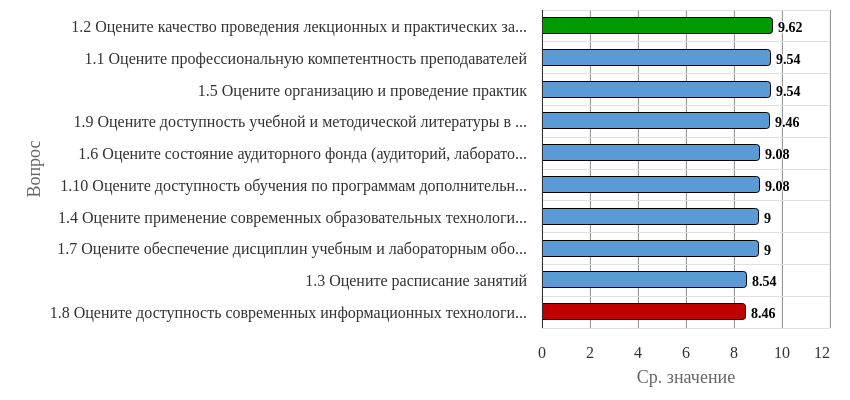 1.2 Оцените качество проведения лекционных и практических за... 9.62
1.1 Оцените профессиональную компетентность преподавателей 9.54
1.5 Оцените организацию и проведение практик 9.54
1.9 Оцените доступность учебной и методической литературы в ... 9.46
1.6 Оцените состояние аудиторного фонда (аудиторий, лаборато... 9.08
1.10 Оцените доступность обучения по программам дополнительн... 9.08
1.4 Оцените применение современных образовательных технологи... 9
1.7 Оцените обеспечение дисциплин учебным и лабораторным обо... 9
1.3 Оцените расписание занятий 8.54
1.8 Оцените доступность современных информационных технологи... 8.46
Вопрос
0 2 4 6 8 10 12
Ср. значение